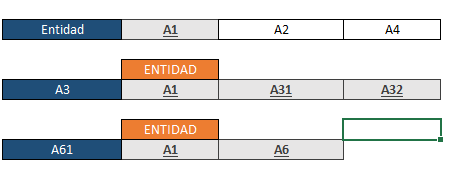 Entidad A1 A2 A4
ENTIDAD
A3 A1 A31 A32
ENTIDAD
A61 A1 A6